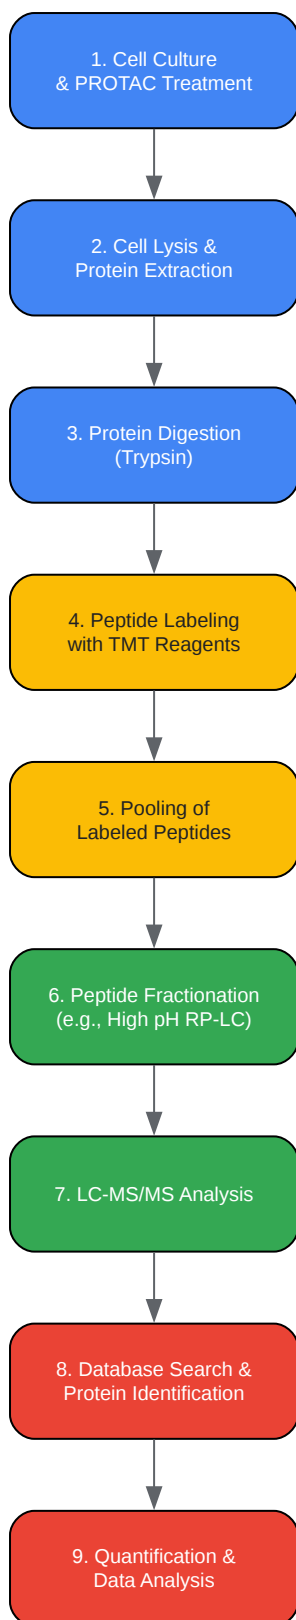 1. Cell Culture
& PROTAC Treatment
2. Cell Lysis &
Protein Extraction
3. Protein Digestion
(Trypsin)
4. Peptide Labeling
with TMT Reagents
5. Pooling of
Labeled Peptides
6. Peptide Fractionation
(e.g., High pH RP-LC)
7. LC-MS/MS Analysis
8. Database Search &
Protein Identification
9. Quantification &
Data Analysis